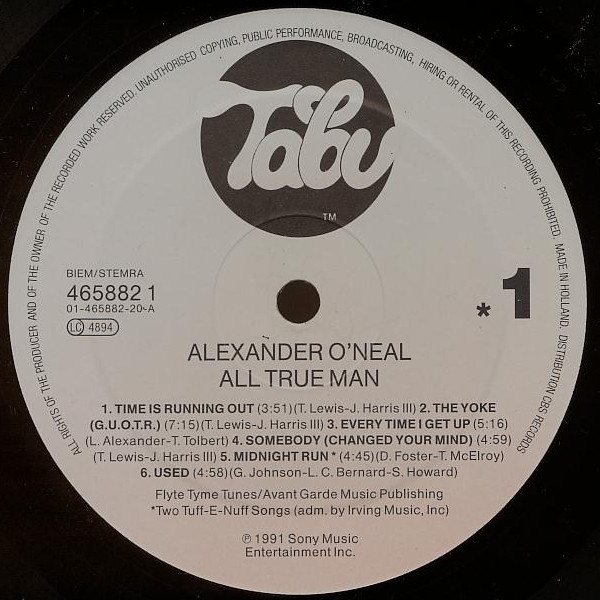 ALL RIGHTS OF THE PRODUCER AND OF THE OWNER OF THE RECORDED WORK RESERVED. UNAUTHORISED COPYING, PUBLIC PERFORMANCE, BROADCASTING, HIRING OR RENTAL OF THIS RECORDING PROHIBITED. MADE IN HOLLAND. DISTRIBUTION CBS RECORDS
Tabu
TM
BIEM/STEMRA
465882 1
01-465882-20-A
LC 4894
* 1
ALEXANDER O'NEAL
ALL TRUE MAN
1. TIME IS RUNNING OUT (3:51)(T. Lewis-J. Harris III) 2. THE YOKE
(G.U.O.T.R.) (7:15)(T. Lewis-J. Harris III) 3. EVERY TIME I GET UP (5:16)
(L. Alexander-T. Tolbert) 4. SOMEBODY (CHANGED YOUR MIND) (4:59)
(T. Lewis-J. Harris III) 5. MIDNIGHT RUN * (4:45)(D. Foster-T. McElroy)
6. USED (4:58)(G. Johnson-L. C. Bernard-S. Howard)
Flyte Tyme Tunes/Avant Garde Music Publishing
*Two Tuff-E-Nuff Songs (adm. by Irving Music, Inc)
℗ 1991 Sony Music
Entertainment Inc.